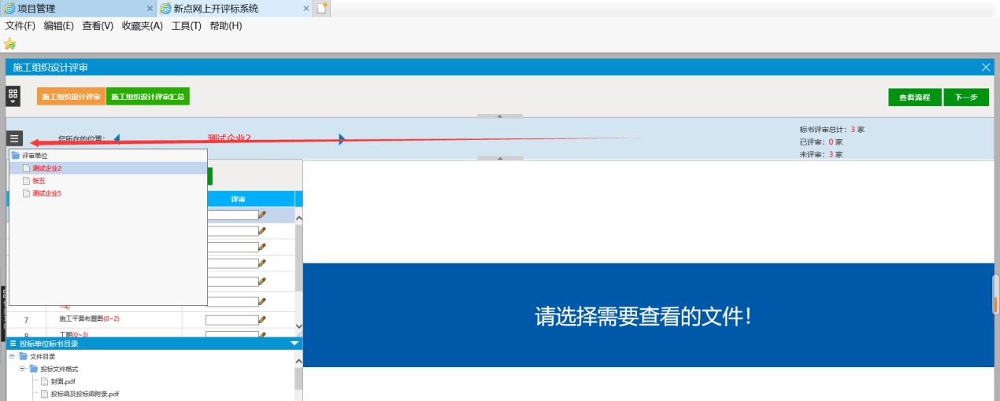 项目管理
新点网上开评标系统
文件(F) 编辑(E) 查看(V) 收藏夹(A) 工具(T) 帮助(H)
施工组织设计评审
施工组织设计评审 施工组织设计评审汇总 查看流程 下一步
您所在的位置: 测试企业2
标书评审总计: 3 家
已评审: 0 家
未评审: 3 家
评审单位
测试企业2
张五
测试企业5
评审
~4)
7 施工平面布置图(0~2)
8 工期(0~3)
请选择需要查看的文件!
投标单位标书目录
文件目录
投标文件格式
封面.pdf
投标函及投标函附录.pdf